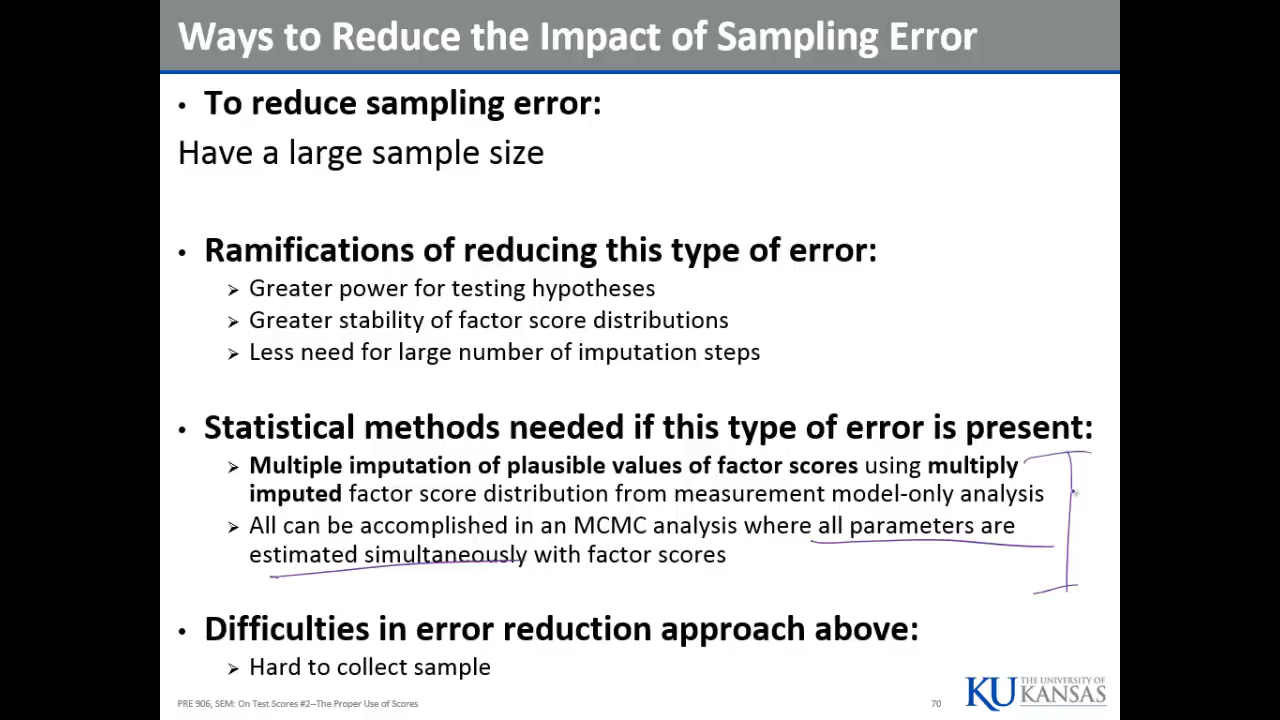 Ways to Reduce the Impact of Sampling Error
• To reduce sampling error:
Have a large sample size
• Ramifications of reducing this type of error:
➢ Greater power for testing hypotheses
➢ Greater stability of factor score distributions
➢ Less need for large number of imputation steps
• Statistical methods needed if this type of error is present:
➢ Multiple imputation of plausible values of factor scores using multiply
imputed factor score distribution from measurement model-only analysis
➢ All can be accomplished in an MCMC analysis where all parameters are
estimated simultaneously with factor scores
• Difficulties in error reduction approach above:
➢ Hard to collect sample
PRE 906, SEM: On Test Scores #2--The Proper Use of Scores
70
KU THE UNIVERSITY OF
KANSAS